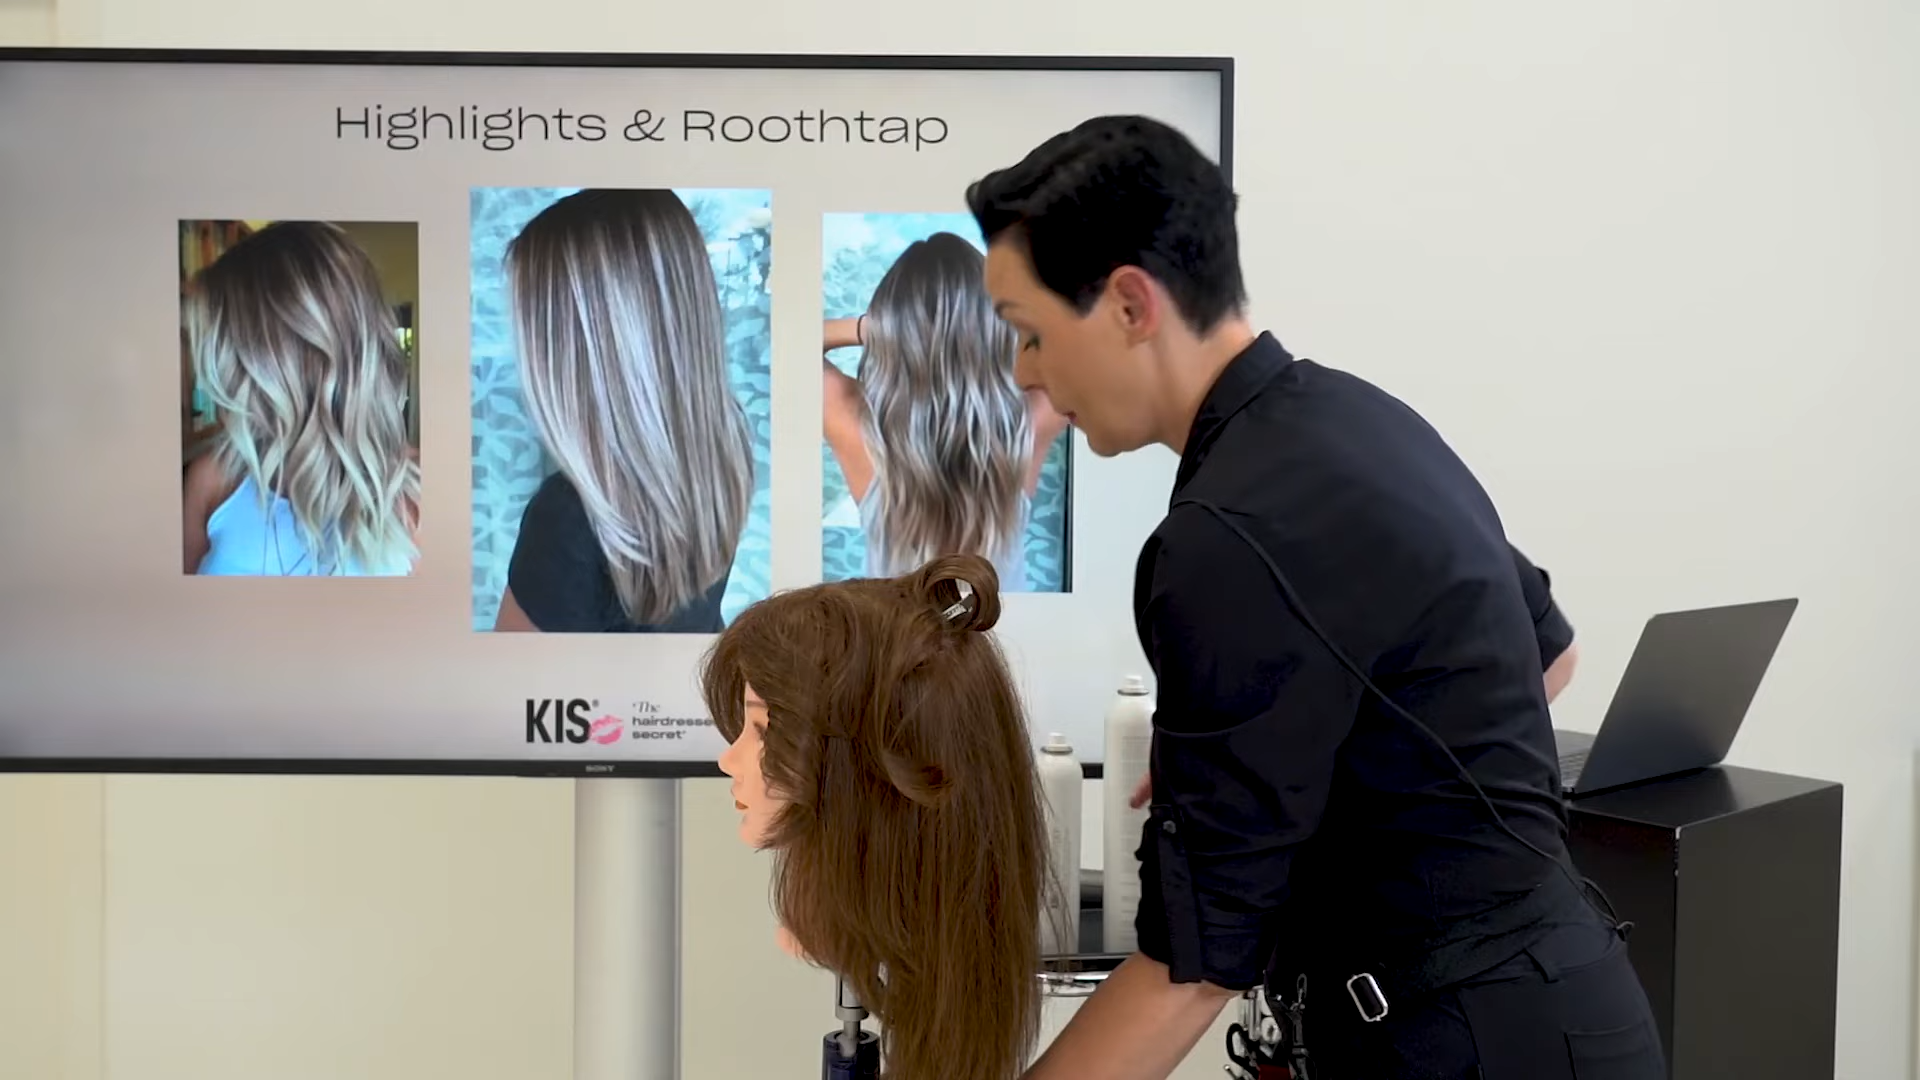 Highlights & Roothtap
KIS®
'The
hairdresse
secret'
SONY